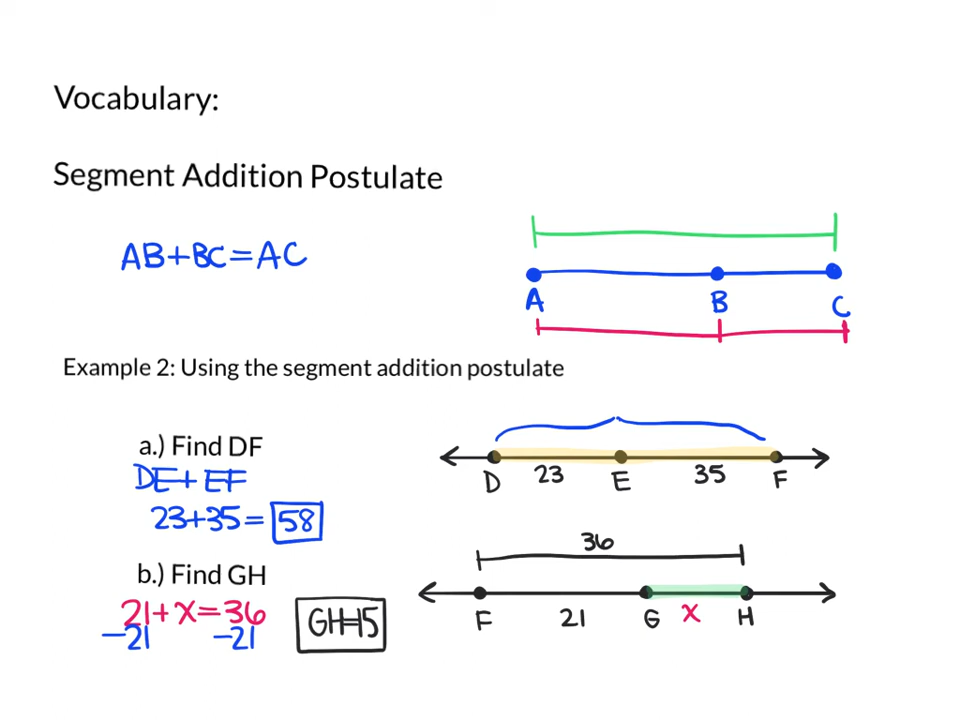 Vocabulary:
Segment Addition Postulate
AB+BC=AC
A B C
Example 2: Using the segment addition postulate
a.) Find DF
DE+EF
23+35=58
D 23 E 35 F
b.) Find GH
21+x=36
-21 -21
GH=15
36
F 21 G x H